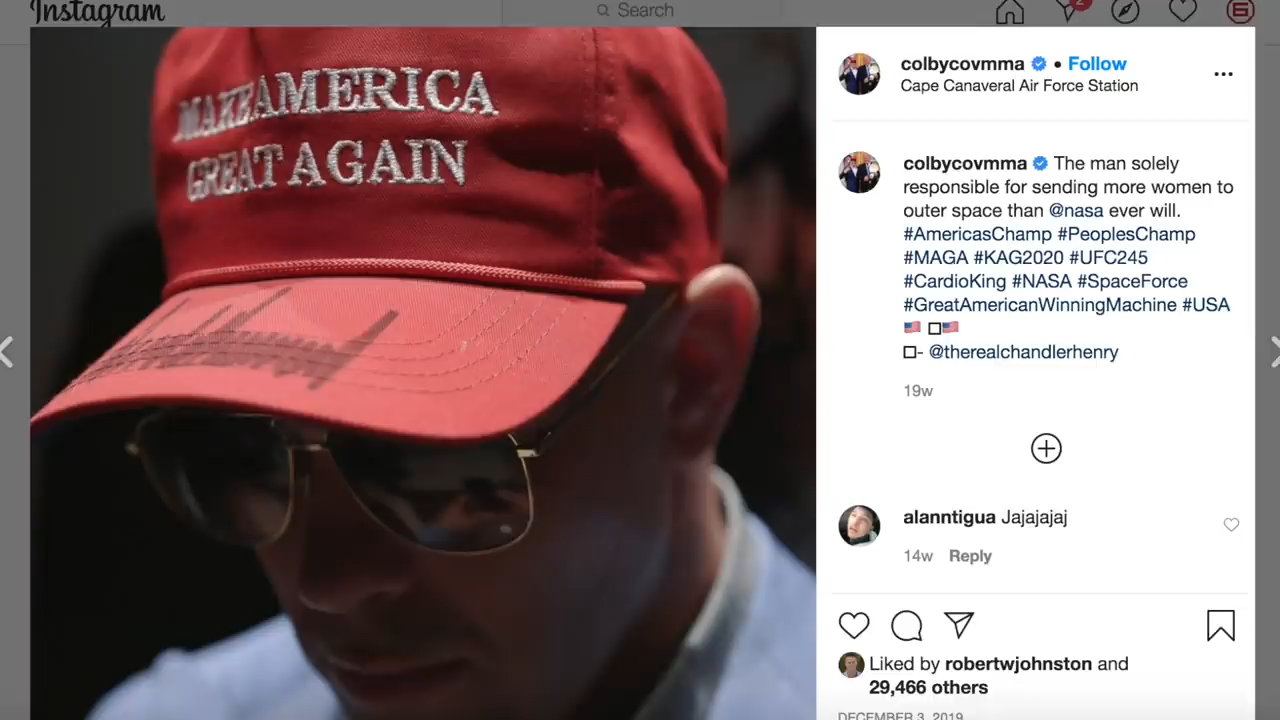 Instagram
Search
2
MAKE AMERICA
GREAT AGAIN
colbycovmma • Follow
Cape Canaveral Air Force Station
colbycovmma The man solely
responsible for sending more women to
outer space than @nasa ever will.
#AmericasChamp #PeoplesChamp
#MAGA #KAG2020 #UFC245
#CardioKing #NASA #SpaceForce
#GreatAmericanWinningMachine #USA
🇺🇸 □🇺🇸
□- @therealchandlerhenry
19w
alanntigua Jajajajaj
14w Reply
Liked by robertwjohnston and
29,466 others
DECEMBER 3, 2019